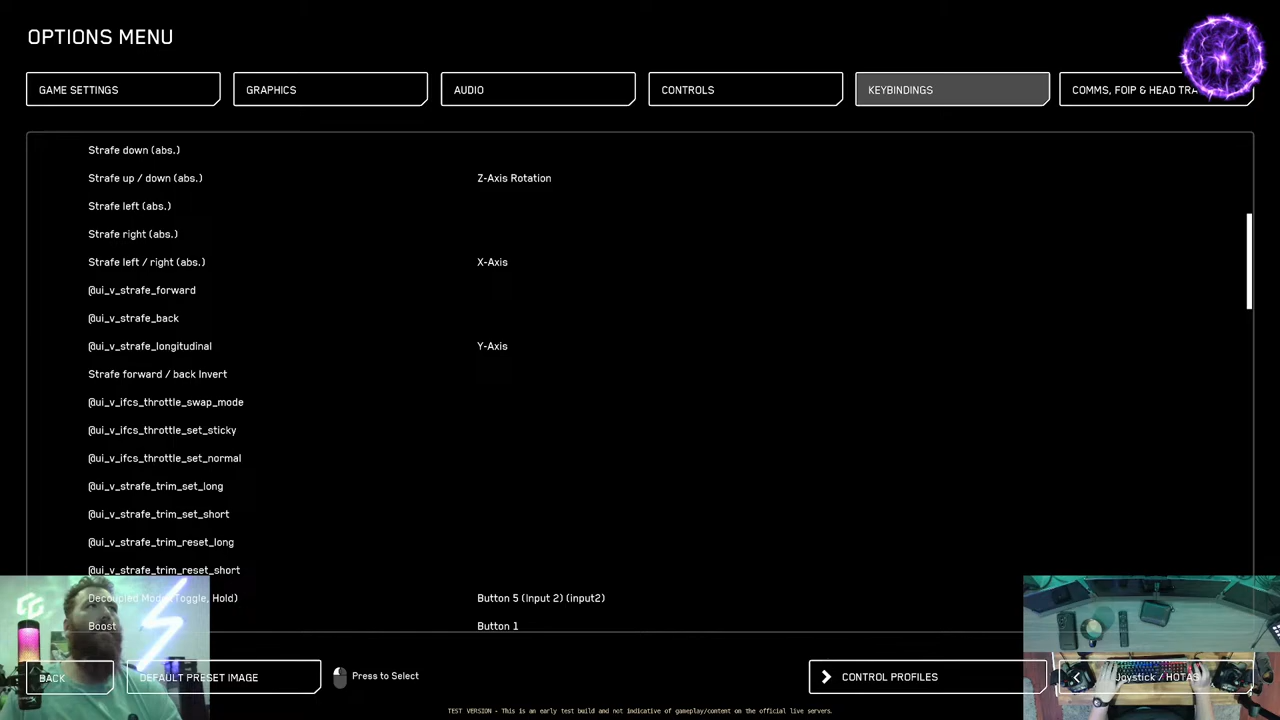 OPTIONS MENU
GAME SETTINGS
GRAPHICS
AUDIO
CONTROLS
KEYBINDINGS
COMMS, FOIP & HEAD TRA
Strafe down (abs.)
Strafe up / down (abs.) Z-Axis Rotation
Strafe left (abs.)
Strafe right (abs.)
Strafe left / right (abs.) X-Axis
@ui_v_strafe_forward
@ui_v_strafe_back
@ui_v_strafe_longitudinal Y-Axis
Strafe forward / back Invert
@ui_v_ifcs_throttle_swap_mode
@ui_v_ifcs_throttle_set_sticky
@ui_v_ifcs_throttle_set_normal
@ui_v_strafe_trim_set_long
@ui_v_strafe_trim_set_short
@ui_v_strafe_trim_reset_long
@ui_v_strafe_trim_reset_short
Decoupled Mode (Toggle, Hold) Button 5 (Input 2) (input2)
Boost Button 1
BACK
DEFAULT PRESET IMAGE
Press to Select
CONTROL PROFILES
Joystick / HOTAS
TEST VERSION - This is an early test build and not indicative of gameplay/content on the official live servers.